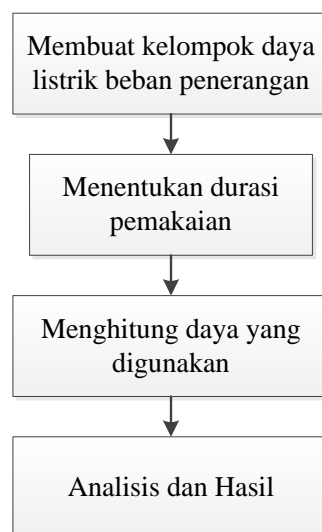 Membuat kelompok daya
listrik beban penerangan
Menentukan durasi
pemakaian
Menghitung daya yang
digunakan
Analisis dan Hasil